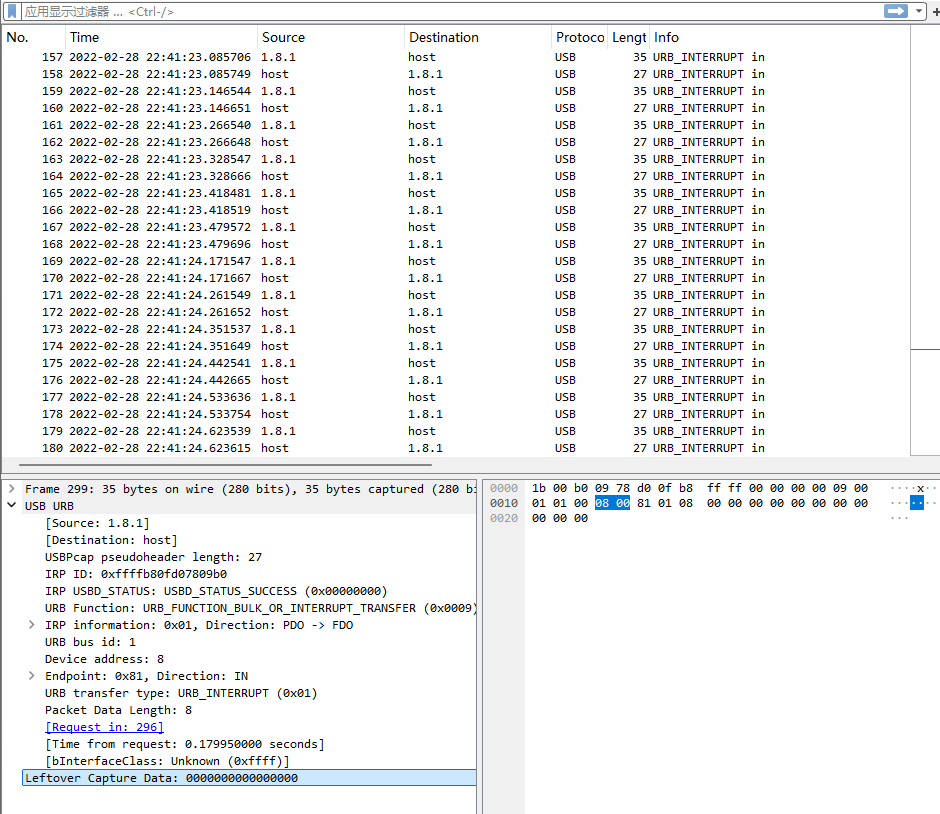 应用显示过滤器 … <Ctrl-/>
No. Time Source Destination Protoco Lengt Info
157 2022-02-28 22:41:23.085706 1.8.1 host USB 35 URB_INTERRUPT in
158 2022-02-28 22:41:23.085749 host 1.8.1 USB 27 URB_INTERRUPT in
159 2022-02-28 22:41:23.146544 1.8.1 host USB 35 URB_INTERRUPT in
160 2022-02-28 22:41:23.146651 host 1.8.1 USB 27 URB_INTERRUPT in
161 2022-02-28 22:41:23.266540 1.8.1 host USB 35 URB_INTERRUPT in
162 2022-02-28 22:41:23.266648 host 1.8.1 USB 27 URB_INTERRUPT in
163 2022-02-28 22:41:23.328547 1.8.1 host USB 35 URB_INTERRUPT in
164 2022-02-28 22:41:23.328666 host 1.8.1 USB 27 URB_INTERRUPT in
165 2022-02-28 22:41:23.418481 1.8.1 host USB 35 URB_INTERRUPT in
166 2022-02-28 22:41:23.418519 host 1.8.1 USB 27 URB_INTERRUPT in
167 2022-02-28 22:41:23.479572 1.8.1 host USB 35 URB_INTERRUPT in
168 2022-02-28 22:41:23.479696 host 1.8.1 USB 27 URB_INTERRUPT in
169 2022-02-28 22:41:24.171547 1.8.1 host USB 35 URB_INTERRUPT in
170 2022-02-28 22:41:24.171667 host 1.8.1 USB 27 URB_INTERRUPT in
171 2022-02-28 22:41:24.261549 1.8.1 host USB 35 URB_INTERRUPT in
172 2022-02-28 22:41:24.261652 host 1.8.1 USB 27 URB_INTERRUPT in
173 2022-02-28 22:41:24.351537 1.8.1 host USB 35 URB_INTERRUPT in
174 2022-02-28 22:41:24.351649 host 1.8.1 USB 27 URB_INTERRUPT in
175 2022-02-28 22:41:24.442541 1.8.1 host USB 35 URB_INTERRUPT in
176 2022-02-28 22:41:24.442665 host 1.8.1 USB 27 URB_INTERRUPT in
177 2022-02-28 22:41:24.533636 1.8.1 host USB 35 URB_INTERRUPT in
178 2022-02-28 22:41:24.533754 host 1.8.1 USB 27 URB_INTERRUPT in
179 2022-02-28 22:41:24.623539 1.8.1 host USB 35 URB_INTERRUPT in
180 2022-02-28 22:41:24.623615 host 1.8.1 USB 27 URB_INTERRUPT in
Frame 299: 35 bytes on wire (280 bits), 35 bytes captured (280 bi
USB URB
[Source: 1.8.1]
[Destination: host]
USBPcap pseudoheader length: 27
IRP ID: 0xffffb80fd07809b0
IRP USBD_STATUS: USBD_STATUS_SUCCESS (0x00000000)
URB Function: URB_FUNCTION_BULK_OR_INTERRUPT_TRANSFER (0x0009)
IRP information: 0x01, Direction: PDO -> FDO
URB bus id: 1
Device address: 8
Endpoint: 0x81, Direction: IN
URB transfer type: URB_INTERRUPT (0x01)
Packet Data Length: 8
[Request in: 296]
[Time from request: 0.179950000 seconds]
[bInterfaceClass: Unknown (0xffff)]
Leftover Capture Data: 0000000000000000
0000 1b 00 b0 09 78 d0 0f b8 ff ff 00 00 00 00 09 00 ····x··
0010 01 01 00 08 00 81 01 08 00 00 00 00 00 00 00 00 ·······
0020 00 00 00 ···